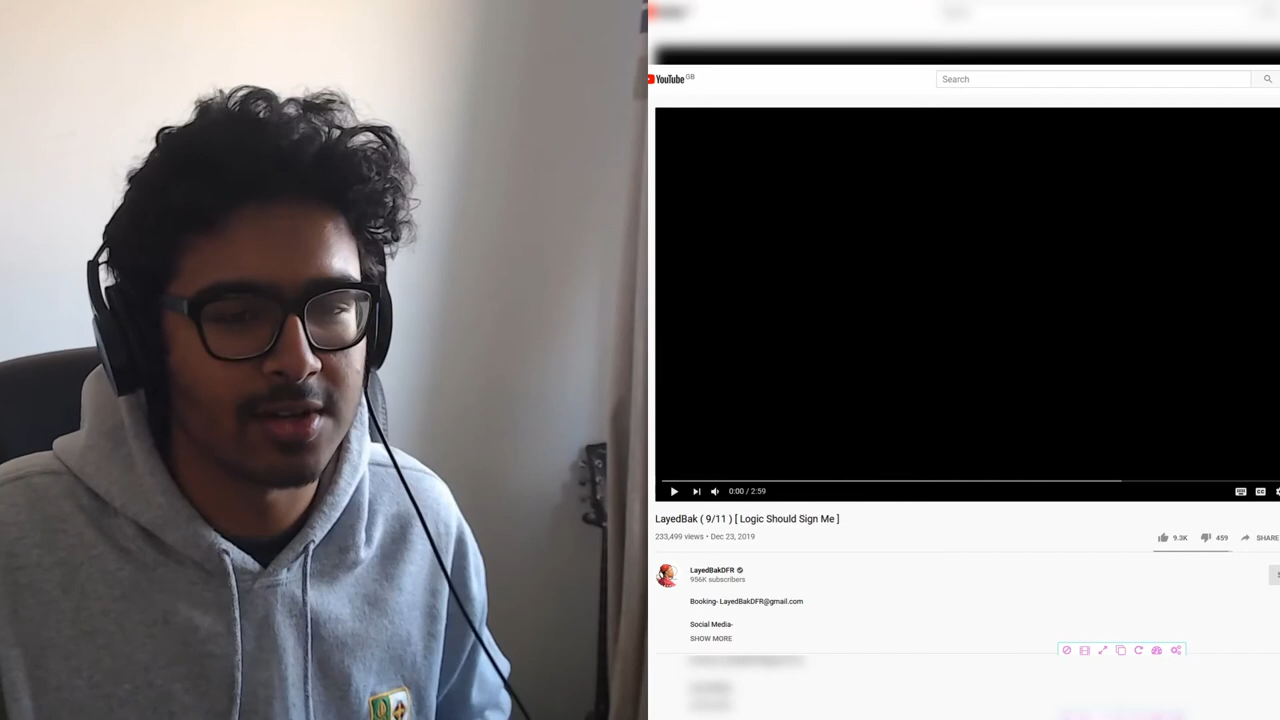 YouTube GB
Search
0:00 / 2:59
LayedBak ( 9/11 ) [ Logic Should Sign Me ]
233,499 views • Dec 23, 2019
9.3K 459 SHARE
LayedBakDFR
956K subscribers
Booking- LayedBakDFR@gmail.com
Social Media-
SHOW MORE